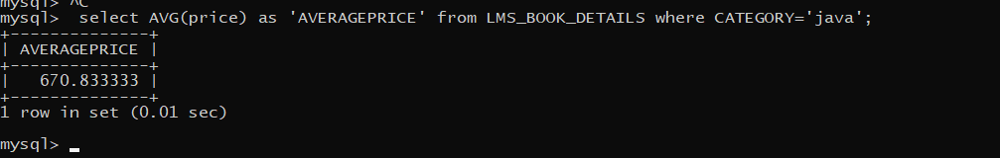 mysql> ^C
mysql>  select AVG(price) as 'AVERAGEPRICE' from LMS_BOOK_DETAILS where CATEGORY='java';
+--------------+
| AVERAGEPRICE |
+--------------+
|   670.833333 |
+--------------+
1 row in set (0.01 sec)
mysql> _